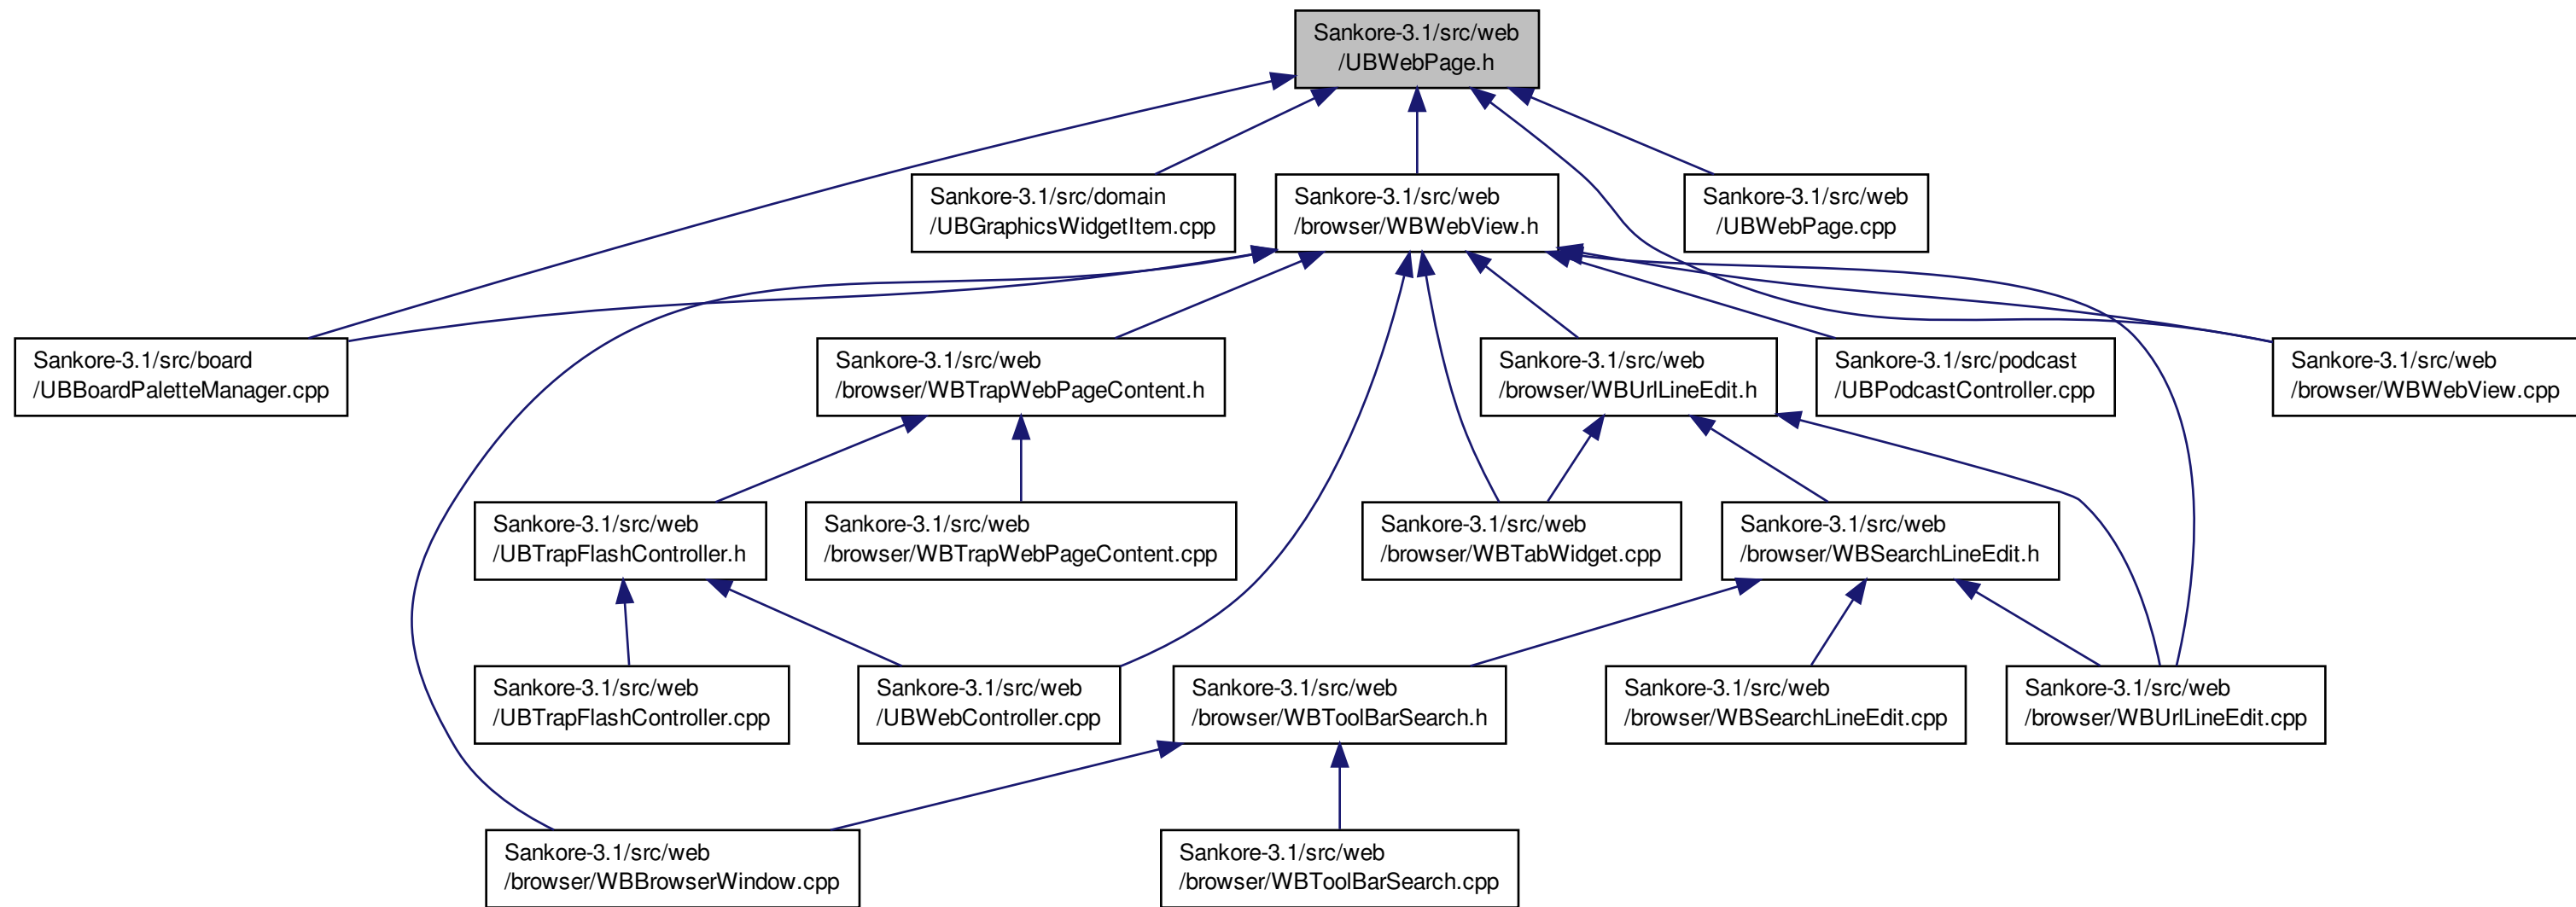 Sankore-3.1/src/web
/UBWebPage.h
Sankore-3.1/src/domain
/UBGraphicsWidgetItem.cpp
Sankore-3.1/src/web
/browser/WBWebView.h
Sankore-3.1/src/web
/UBWebPage.cpp
Sankore-3.1/src/board
/UBBoardPaletteManager.cpp
Sankore-3.1/src/web
/browser/WBTrapWebPageContent.h
Sankore-3.1/src/web
/browser/WBUrlLineEdit.h
Sankore-3.1/src/podcast
/UBPodcastController.cpp
Sankore-3.1/src/web
/browser/WBWebView.cpp
Sankore-3.1/src/web
/UBTrapFlashController.h
Sankore-3.1/src/web
/browser/WBTrapWebPageContent.cpp
Sankore-3.1/src/web
/browser/WBTabWidget.cpp
Sankore-3.1/src/web
/browser/WBSearchLineEdit.h
Sankore-3.1/src/web
/UBTrapFlashController.cpp
Sankore-3.1/src/web
/UBWebController.cpp
Sankore-3.1/src/web
/browser/WBToolBarSearch.h
Sankore-3.1/src/web
/browser/WBSearchLineEdit.cpp
Sankore-3.1/src/web
/browser/WBUrlLineEdit.cpp
Sankore-3.1/src/web
/browser/WBBrowserWindow.cpp
Sankore-3.1/src/web
/browser/WBToolBarSearch.cpp